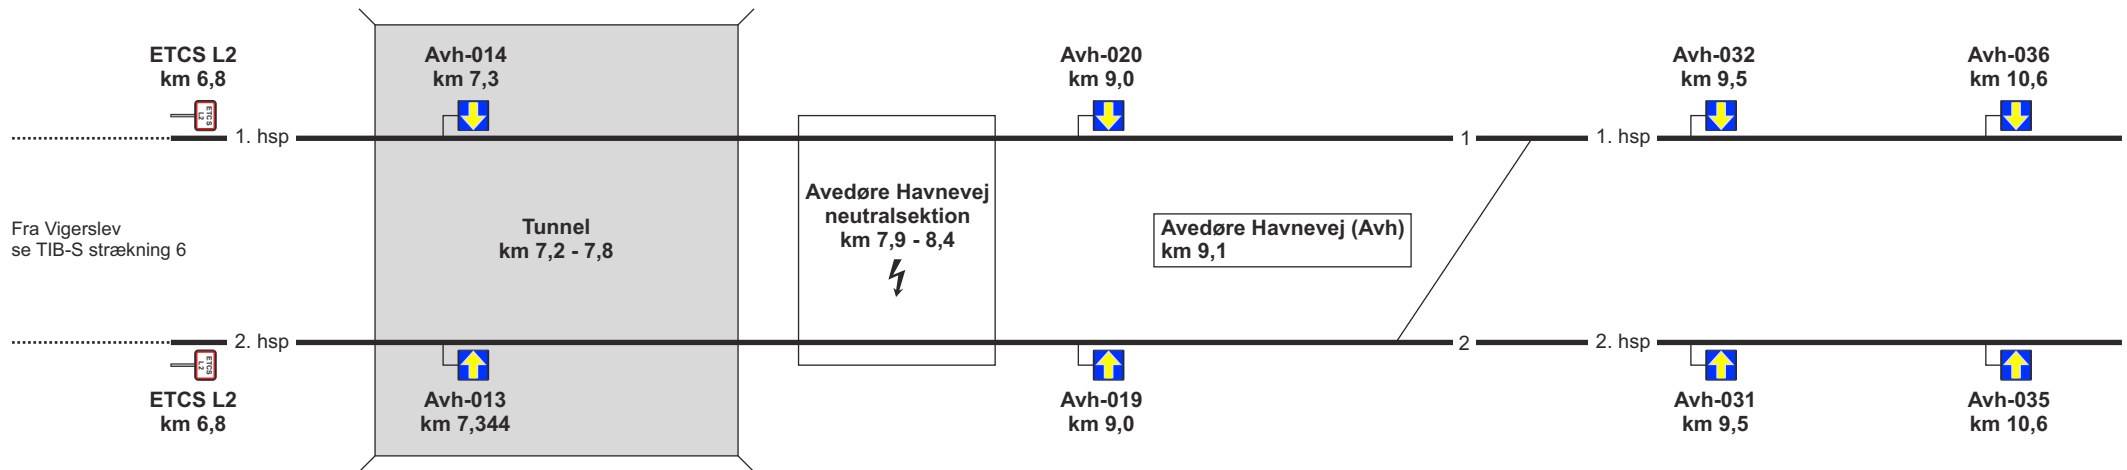 ETCS L2
km 6,8
Avh-014
km 7,3
Avh-020
km 9,0
Avh-032
km 9,5
Avh-036
km 10,6
ETCS
L2
1. hsp
1
1. hsp
Fra Vigerslev
se TIB-S strækning 6
Tunnel
km 7,2 - 7,8
Avedøre Havnevej
neutralsektion
km 7,9 - 8,4
Avedøre Havnevej (Avh)
km 9,1
2. hsp
2
2. hsp
ETCS
L2
ETCS L2
km 6,8
Avh-013
km 7,344
Avh-019
km 9,0
Avh-031
km 9,5
Avh-035
km 10,6